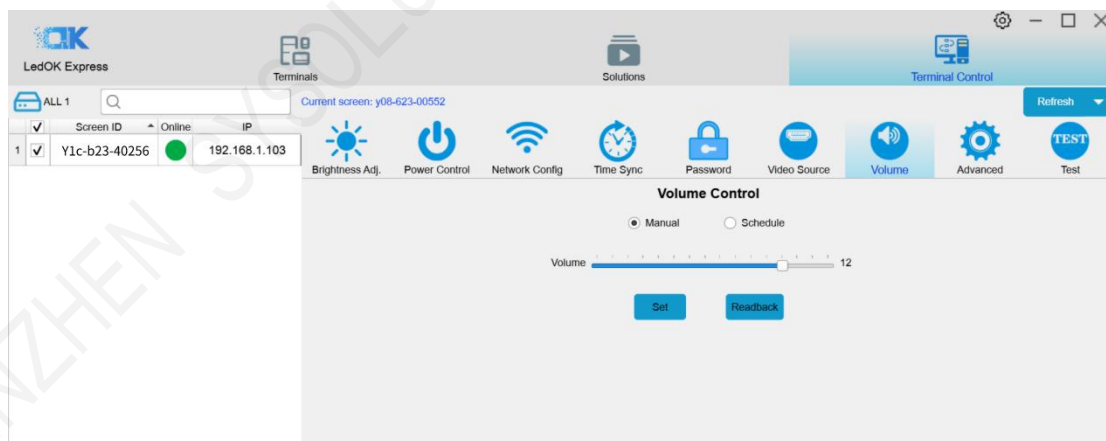 OK
LedOK Express
Terminals
Solutions
Terminal Control
ALL 1
Current screen: y08-623-00552
Refresh
Screen ID Online IP
1 Y1c-b23-40256 192.168.1.103
Brightness Adj. Power Control Network Config Time Sync Password Video Source Volume Advanced Test
TEST
Volume Control
Manual Schedule
Volume 12
Set Readback